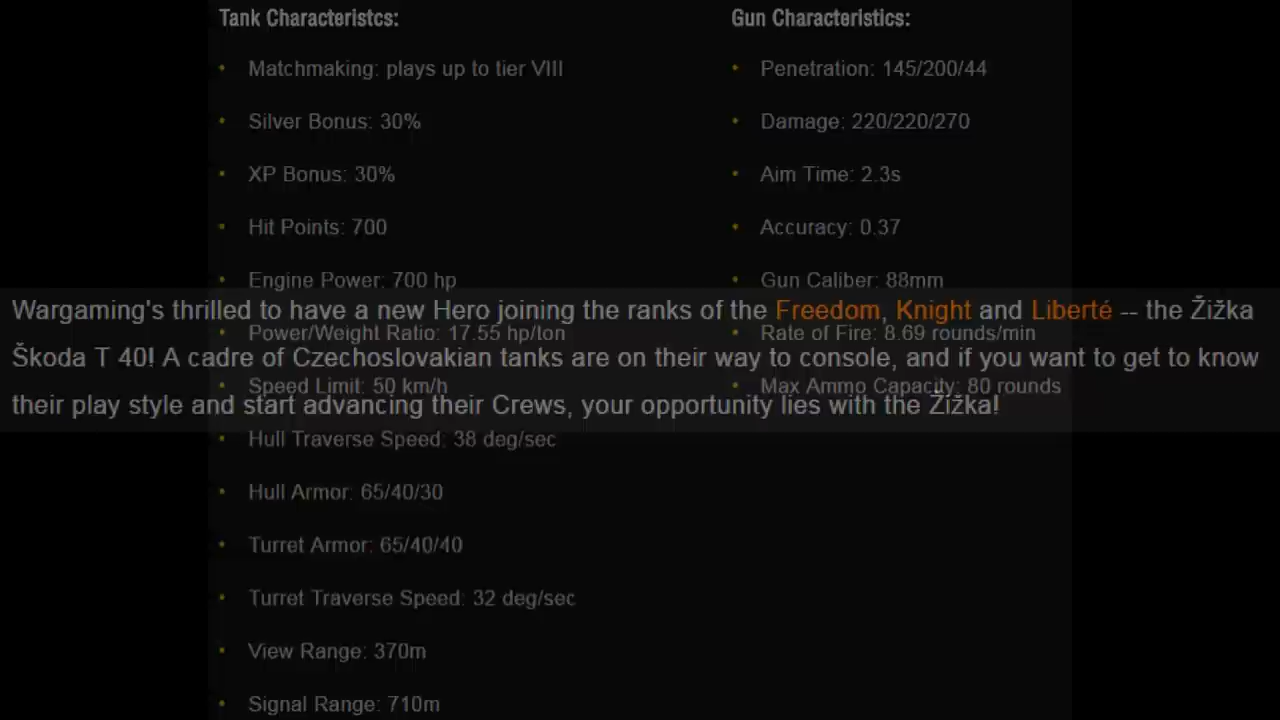 Tank Characteristcs:
Matchmaking: plays up to tier VIII
Silver Bonus: 30%
XP Bonus: 30%
Hit Points: 700
Engine Power: 700 hp
Power/Weight Ratio: 17.55 hp/ton
Speed Limit: 50 km/h
Hull Traverse Speed: 38 deg/sec
Hull Armor: 65/40/30
Turret Armor: 65/40/40
Turret Traverse Speed: 32 deg/sec
View Range: 370m
Signal Range: 710m
Gun Characteristics:
Penetration: 145/200/44
Damage: 220/220/270
Aim Time: 2.3s
Accuracy: 0.37
Gun Caliber: 88mm
Rate of Fire: 8.69 rounds/min
Max Ammo Capacity: 80 rounds
Wargaming's thrilled to have a new Hero joining the ranks of the Freedom, Knight and Liberté -- the Žižka
Škoda T 40! A cadre of Czechoslovakian tanks are on their way to console, and if you want to get to know
their play style and start advancing their Crews, your opportunity lies with the Žižka!